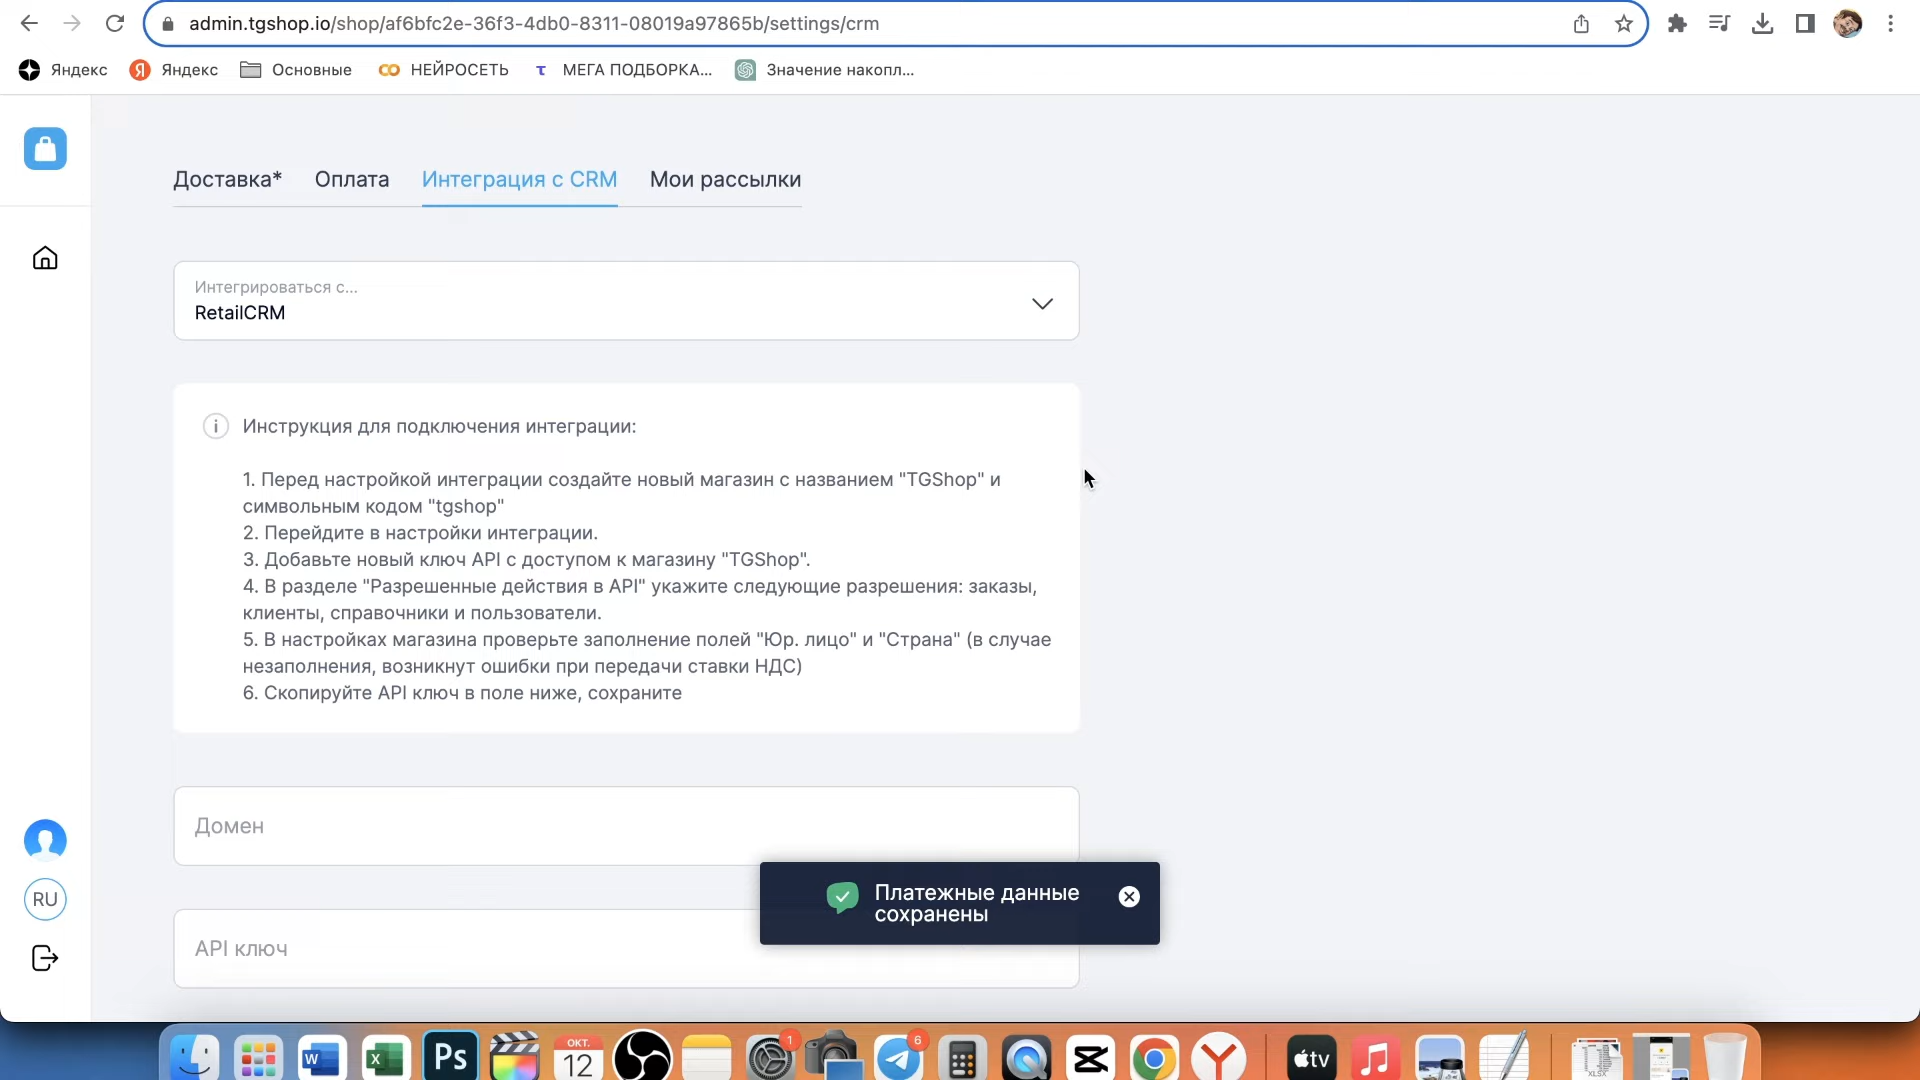 admin.tgshop.io/shop/af6bfc2e-36f3-4db0-8311-08019a97865b/settings/crm
Яндекс
Я Яндекс
Основные
НЕЙРОСЕТЬ
т МЕГА ПОДБОРКА...
Значение накопл...
Доставка*
Оплата
Интеграция с CRM
Мои рассылки
Интегрироваться с...
RetailCRM
Инструкция для подключения интеграции:
1. Перед настройкой интеграции создайте новый магазин с названием "TGShop" и
символьным кодом "tgshop"
2. Перейдите в настройки интеграции.
3. Добавьте новый ключ API с доступом к магазину "TGShop".
4. В разделе "Разрешенные действия в API" укажите следующие разрешения: заказы,
клиенты, справочники и пользователи.
5. В настройках магазина проверьте заполнение полей "Юр. лицо" и "Страна" (в случае
незаполнения, возникнут ошибки при передачи ставки НДС)
6. Скопируйте API ключ в поле ниже, сохраните
Домен
Платежные данные
сохранены
API ключ
RU
W
X
Ps
ОКТ.
12
1
6
tv
XLSX